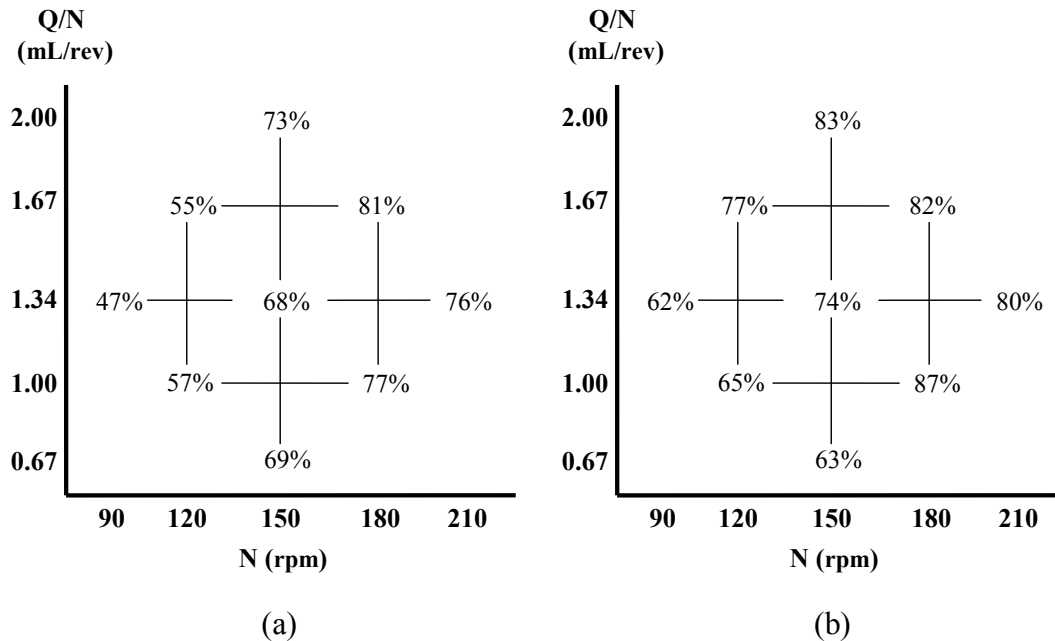 Q/N
(mL/rev)
2.00
1.67
1.34
1.00
0.67
73%
55%
81%
47%
68%
76%
57%
77%
69%
90 120 150 180 210
N (rpm)
(a)
Q/N
(mL/rev)
2.00
1.67
1.34
1.00
0.67
83%
77%
82%
62%
74%
80%
65%
87%
63%
90 120 150 180 210
N (rpm)
(b)